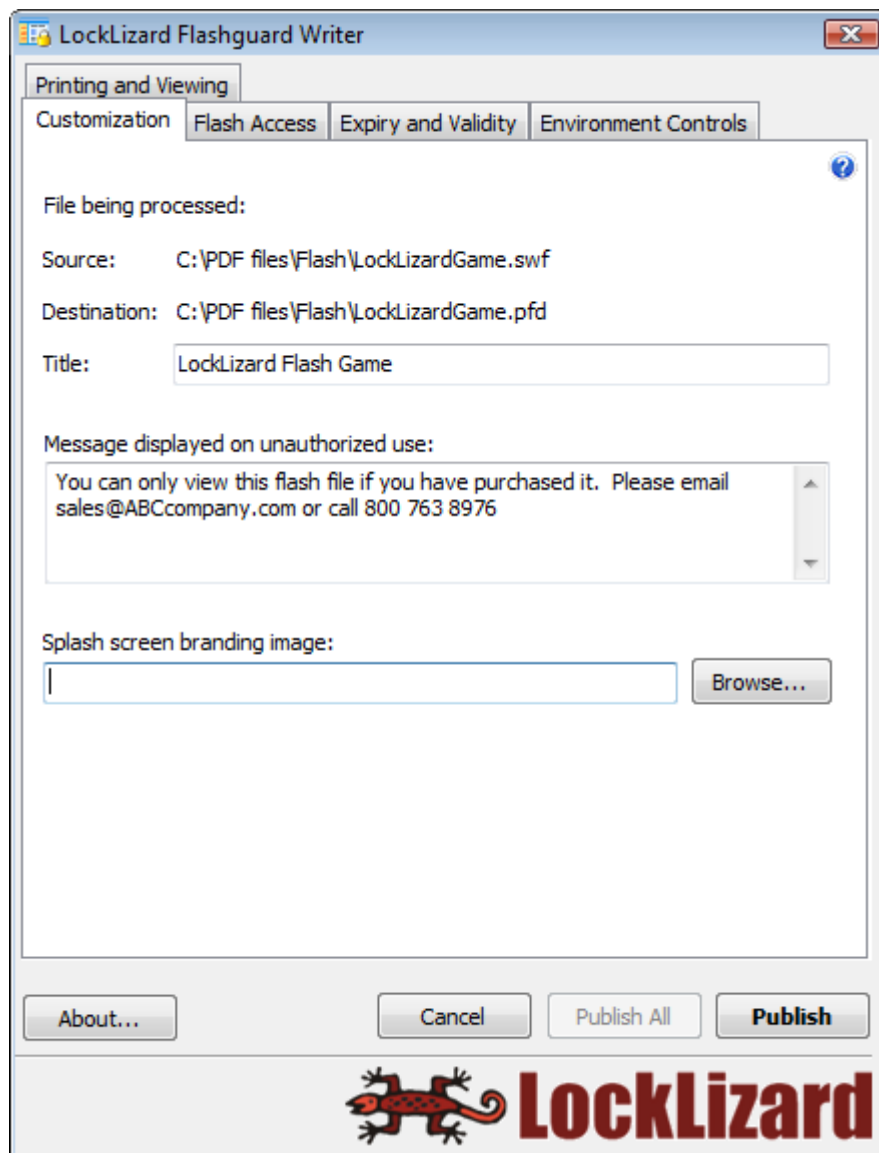 LockLizard Flashguard Writer
Printing and Viewing
Customization Flash Access Expiry and Validity Environment Controls
File being processed:
Source: C:\PDF files\Flash\LockLizardGame.swf
Destination: C:\PDF files\Flash\LockLizardGame.pfd
Title: LockLizard Flash Game
Message displayed on unauthorized use:
You can only view this flash file if you have purchased it. Please email
sales@ABCcompany.com or call 800 763 8976
Splash screen branding image:
Browse...
About... Cancel Publish All Publish
LockLizard